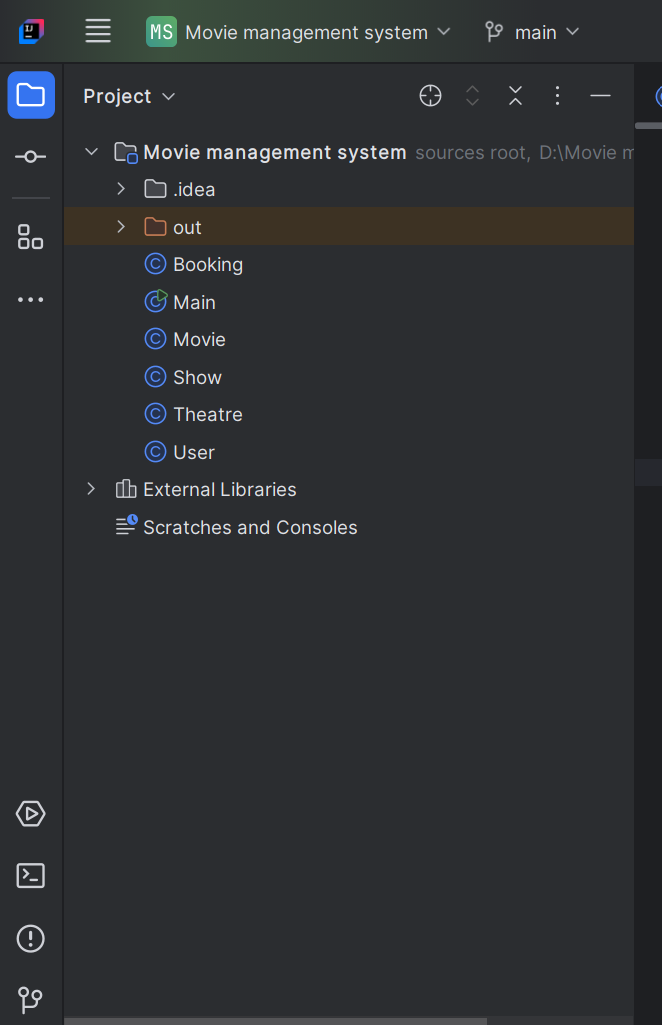 MS Movie management system main
Project
Movie management system sources root, D:\Movie m
.idea
out
Booking
Main
Movie
Show
Theatre
User
External Libraries
Scratches and Consoles